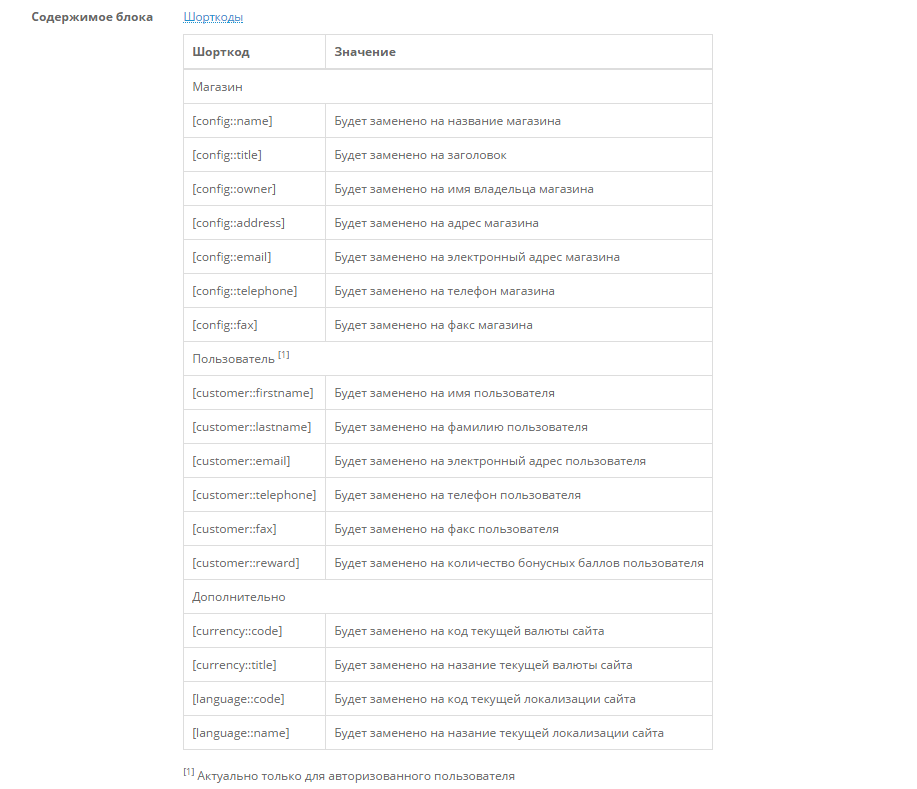 Содержимое блока Шорткоды
Шорткод Значение
Магазин
[config::name] Будет заменено на название магазина
[config::title] Будет заменено на заголовок
[config::owner] Будет заменено на имя владельца магазина
[config::address] Будет заменено на адрес магазина
[config::email] Будет заменено на электронный адрес магазина
[config::telephone] Будет заменено на телефон магазина
[config::fax] Будет заменено на факс магазина
Пользователь [1]
[customer::firstname] Будет заменено на имя пользователя
[customer::lastname] Будет заменено на фамилию пользователя
[customer::email] Будет заменено на электронный адрес пользователя
[customer::telephone] Будет заменено на телефон пользователя
[customer::fax] Будет заменено на факс пользователя
[customer::reward] Будет заменено на количество бонусных баллов пользователя
Дополнительно
[currency::code] Будет заменено на код текущей валюты сайта
[currency::title] Будет заменено на назание текущей валюты сайта
[language::code] Будет заменено на код текущей локализации сайта
[language::name] Будет заменено на назание текущей локализации сайта
[1] Актуально только для авторизованного пользователя